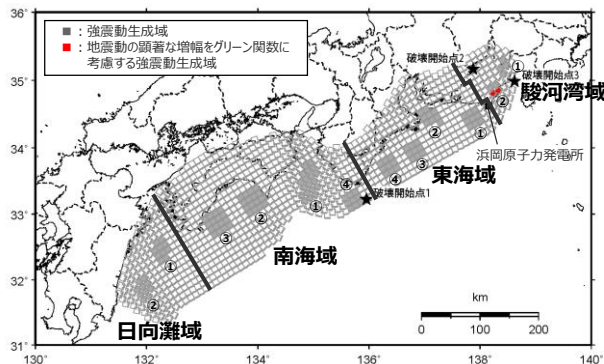 ■：強震動生成域
■：地震動の顕著な増幅をグリーン関数に
考慮する強震動生成域
36°
35°
34°
33°
32°
31°
130°
132°
134°
136°
138°
140°
破壊開始点2
①
破壊開始点3
駿河湾域
②
②
①
浜岡原子力発電所
③
東海域
④
④
破壊開始点1
①
②
③
南海域
①
②
日向灘域
km
0
100
200